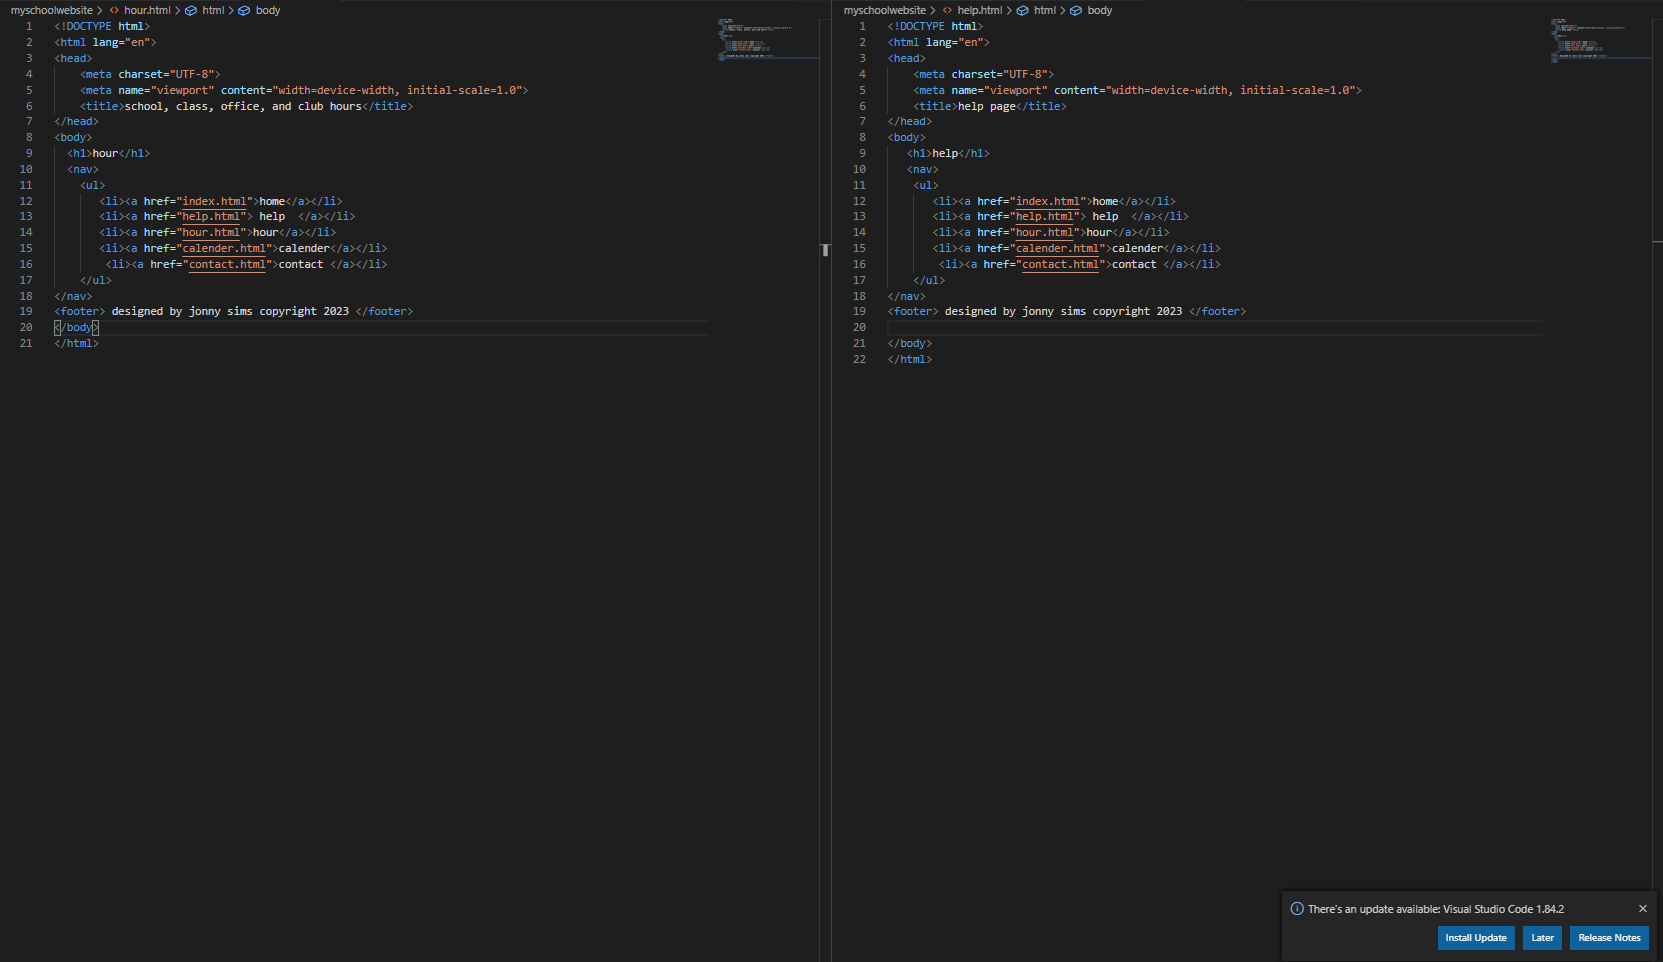 myschoolwebsite > <> hour.html > html > body
1 <!DOCTYPE html>
2 <html lang="en">
3 <head>
4 <meta charset="UTF-8">
5 <meta name="viewport" content="width=device-width, initial-scale=1.0">
6 <title>school, class, office, and club hours</title>
7 </head>
8 <body>
9 <h1>hour</h1>
10 <nav>
11 <ul>
12 <li><a href="index.html">home</a></li>
13 <li><a href="help.html"> help  </a></li>
14 <li><a href="hour.html">hour</a></li>
15 <li><a href="calender.html">calender</a></li>
16 <li><a href="contact.html">contact </a></li>
17 </ul>
18 </nav>
19 <footer> designed by jonny sims copyright 2023 </footer>
20 </body>
21 </html>
myschoolwebsite > <> help.html > html > body
1 <!DOCTYPE html>
2 <html lang="en">
3 <head>
4 <meta charset="UTF-8">
5 <meta name="viewport" content="width=device-width, initial-scale=1.0">
6 <title>help page</title>
7 </head>
8 <body>
9 <h1>help</h1>
10 <nav>
11 <ul>
12 <li><a href="index.html">home</a></li>
13 <li><a href="help.html"> help  </a></li>
14 <li><a href="hour.html">hour</a></li>
15 <li><a href="calender.html">calender</a></li>
16 <li><a href="contact.html">contact </a></li>
17 </ul>
18 </nav>
19 <footer> designed by jonny sims copyright 2023 </footer>
20
21 </body>
22 </html>
There's an update available: Visual Studio Code 1.84.2
Install Update Later Release Notes